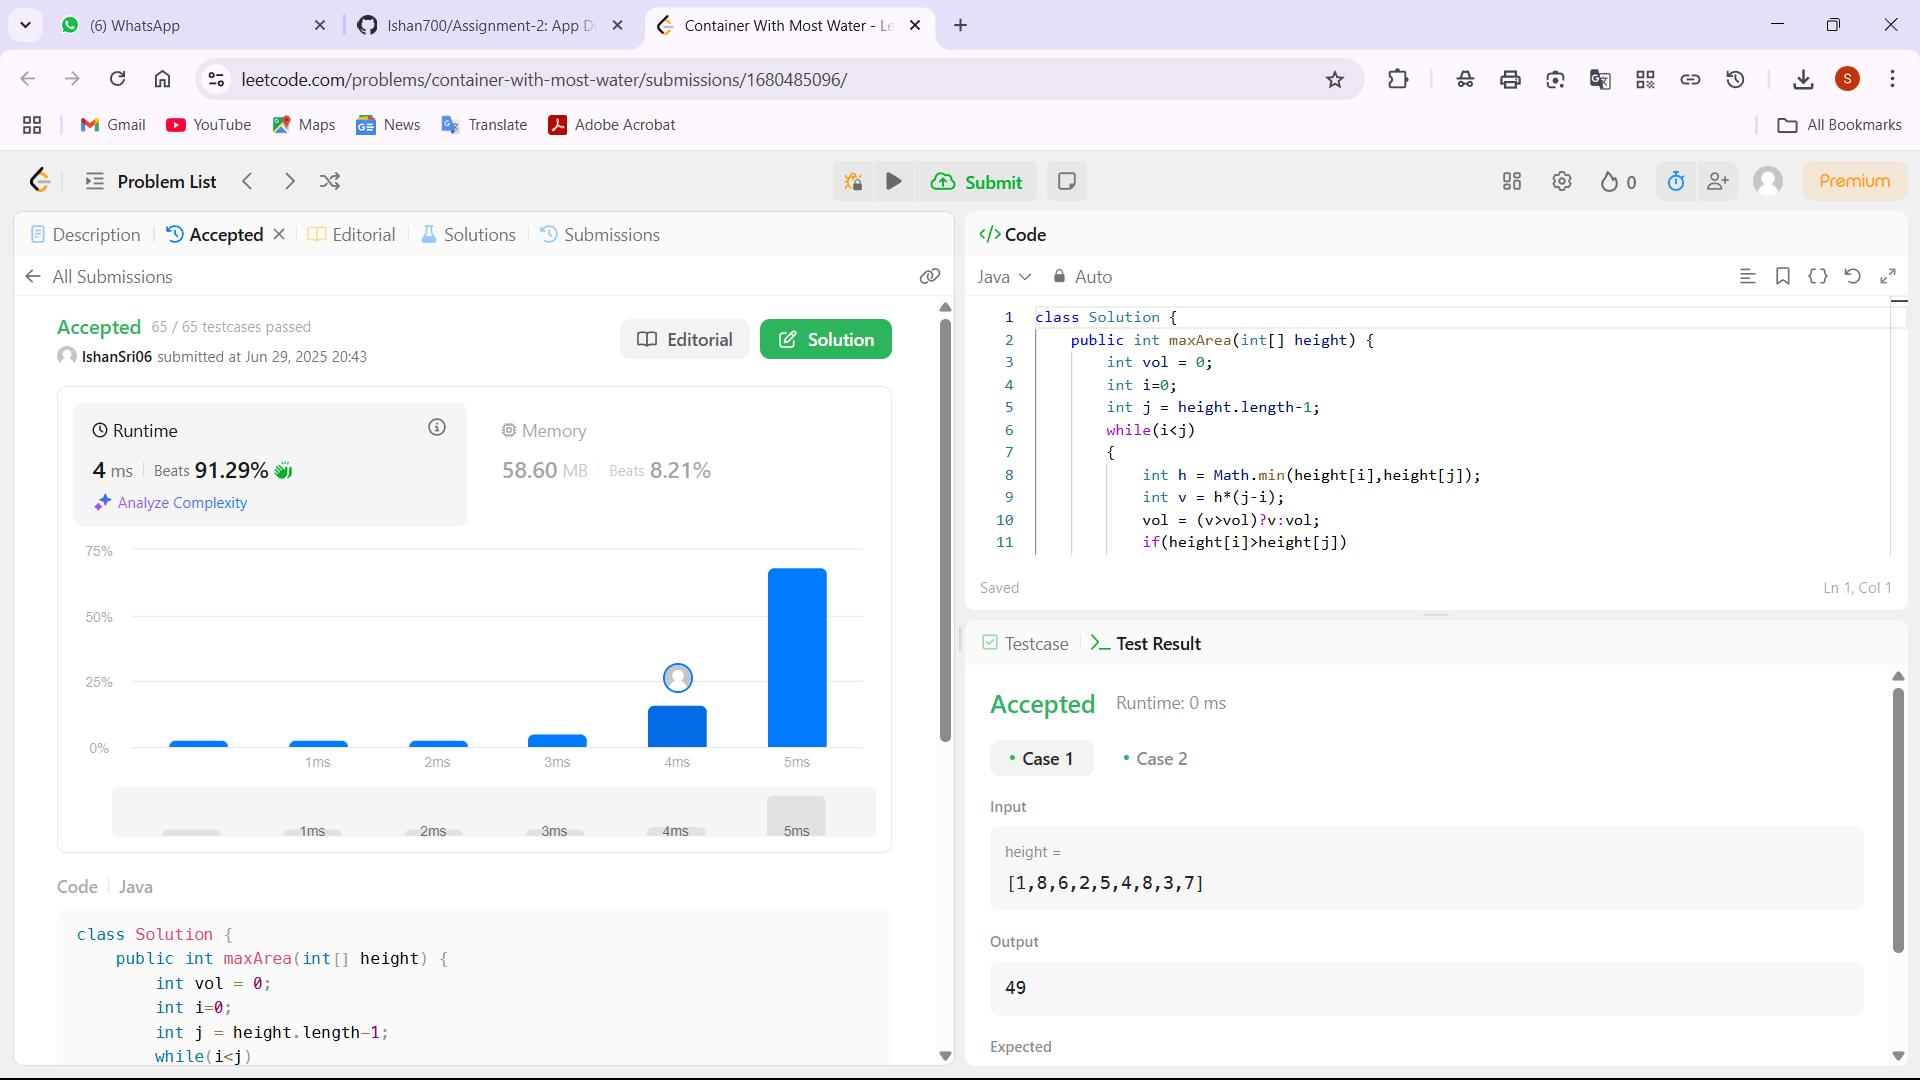 (6) WhatsApp
Ishan700/Assignment-2: App D
Container With Most Water - Le
leetcode.com/problems/container-with-most-water/submissions/1680485096/
S
Gmail
YouTube
Maps
News
Translate
Adobe Acrobat
All Bookmarks
Problem List
Submit
0
Premium
Description
Accepted
Editorial
Solutions
Submissions
All Submissions
Accepted 65 / 65 testcases passed
IshanSri06 submitted at Jun 29, 2025 20:43
Editorial
Solution
Runtime
4 ms Beats 91.29%
Analyze Complexity
Memory
58.60 MB Beats 8.21%
75%
50%
25%
0%
1ms 2ms 3ms 4ms 5ms
1ms 2ms 3ms 4ms 5ms
Code Java
class Solution {
public int maxArea(int[] height) {
int vol = 0;
int i=0;
int j = height.length-1;
while(i<j)
Code
Java Auto
1 class Solution {
2 public int maxArea(int[] height) {
3 int vol = 0;
4 int i=0;
5 int j = height.length-1;
6 while(i<j)
7 {
8 int h = Math.min(height[i],height[j]);
9 int v = h*(j-i);
10 vol = (v>vol)?v:vol;
11 if(height[i]>height[j])
Saved
Ln 1, Col 1
Testcase
Test Result
Accepted Runtime: 0 ms
Case 1
Case 2
Input
height =
[1,8,6,2,5,4,8,3,7]
Output
49
Expected